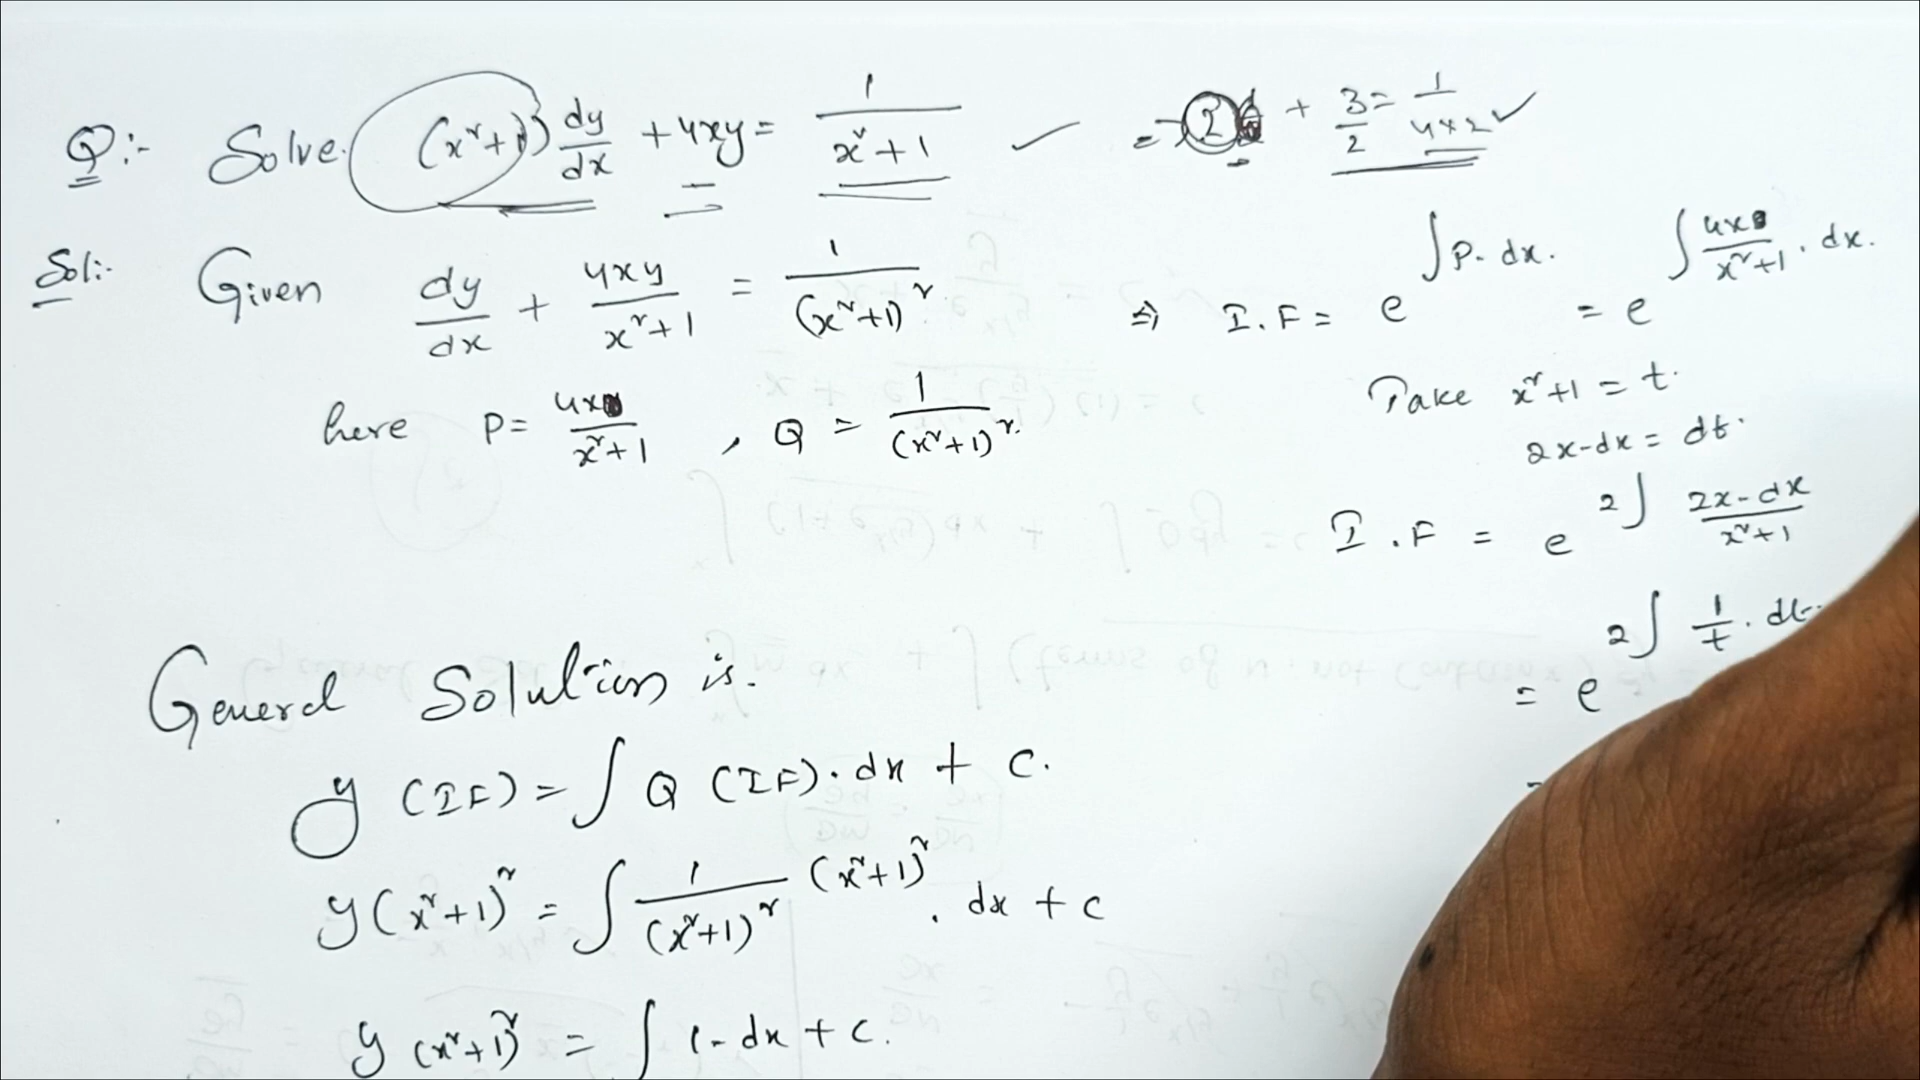 Q:- Solve (x²+1) dy/dx + 4xy = 1/(x²+1)
= 2 + 3/2 = 1/(4×2)
Sol:- Given dy/dx + 4xy/(x²+1) = 1/(x²+1)²
here P = 4x/(x²+1) , Q = 1/(x²+1)²
⇒ I.F = e^∫P.dx. = e^∫4x/(x²+1).dx.
Take x²+1 = t.
2x-dx = dt.
I.F = e^2∫2x-dx/(x²+1)
= e^2∫1/t.dt
General Solution is.
y (IF) = ∫ Q (IF).dx + c.
y(x²+1)² = ∫ 1/(x²+1)² (x²+1)² . dx + c
y (x²+1)² = ∫ 1-dx + c.